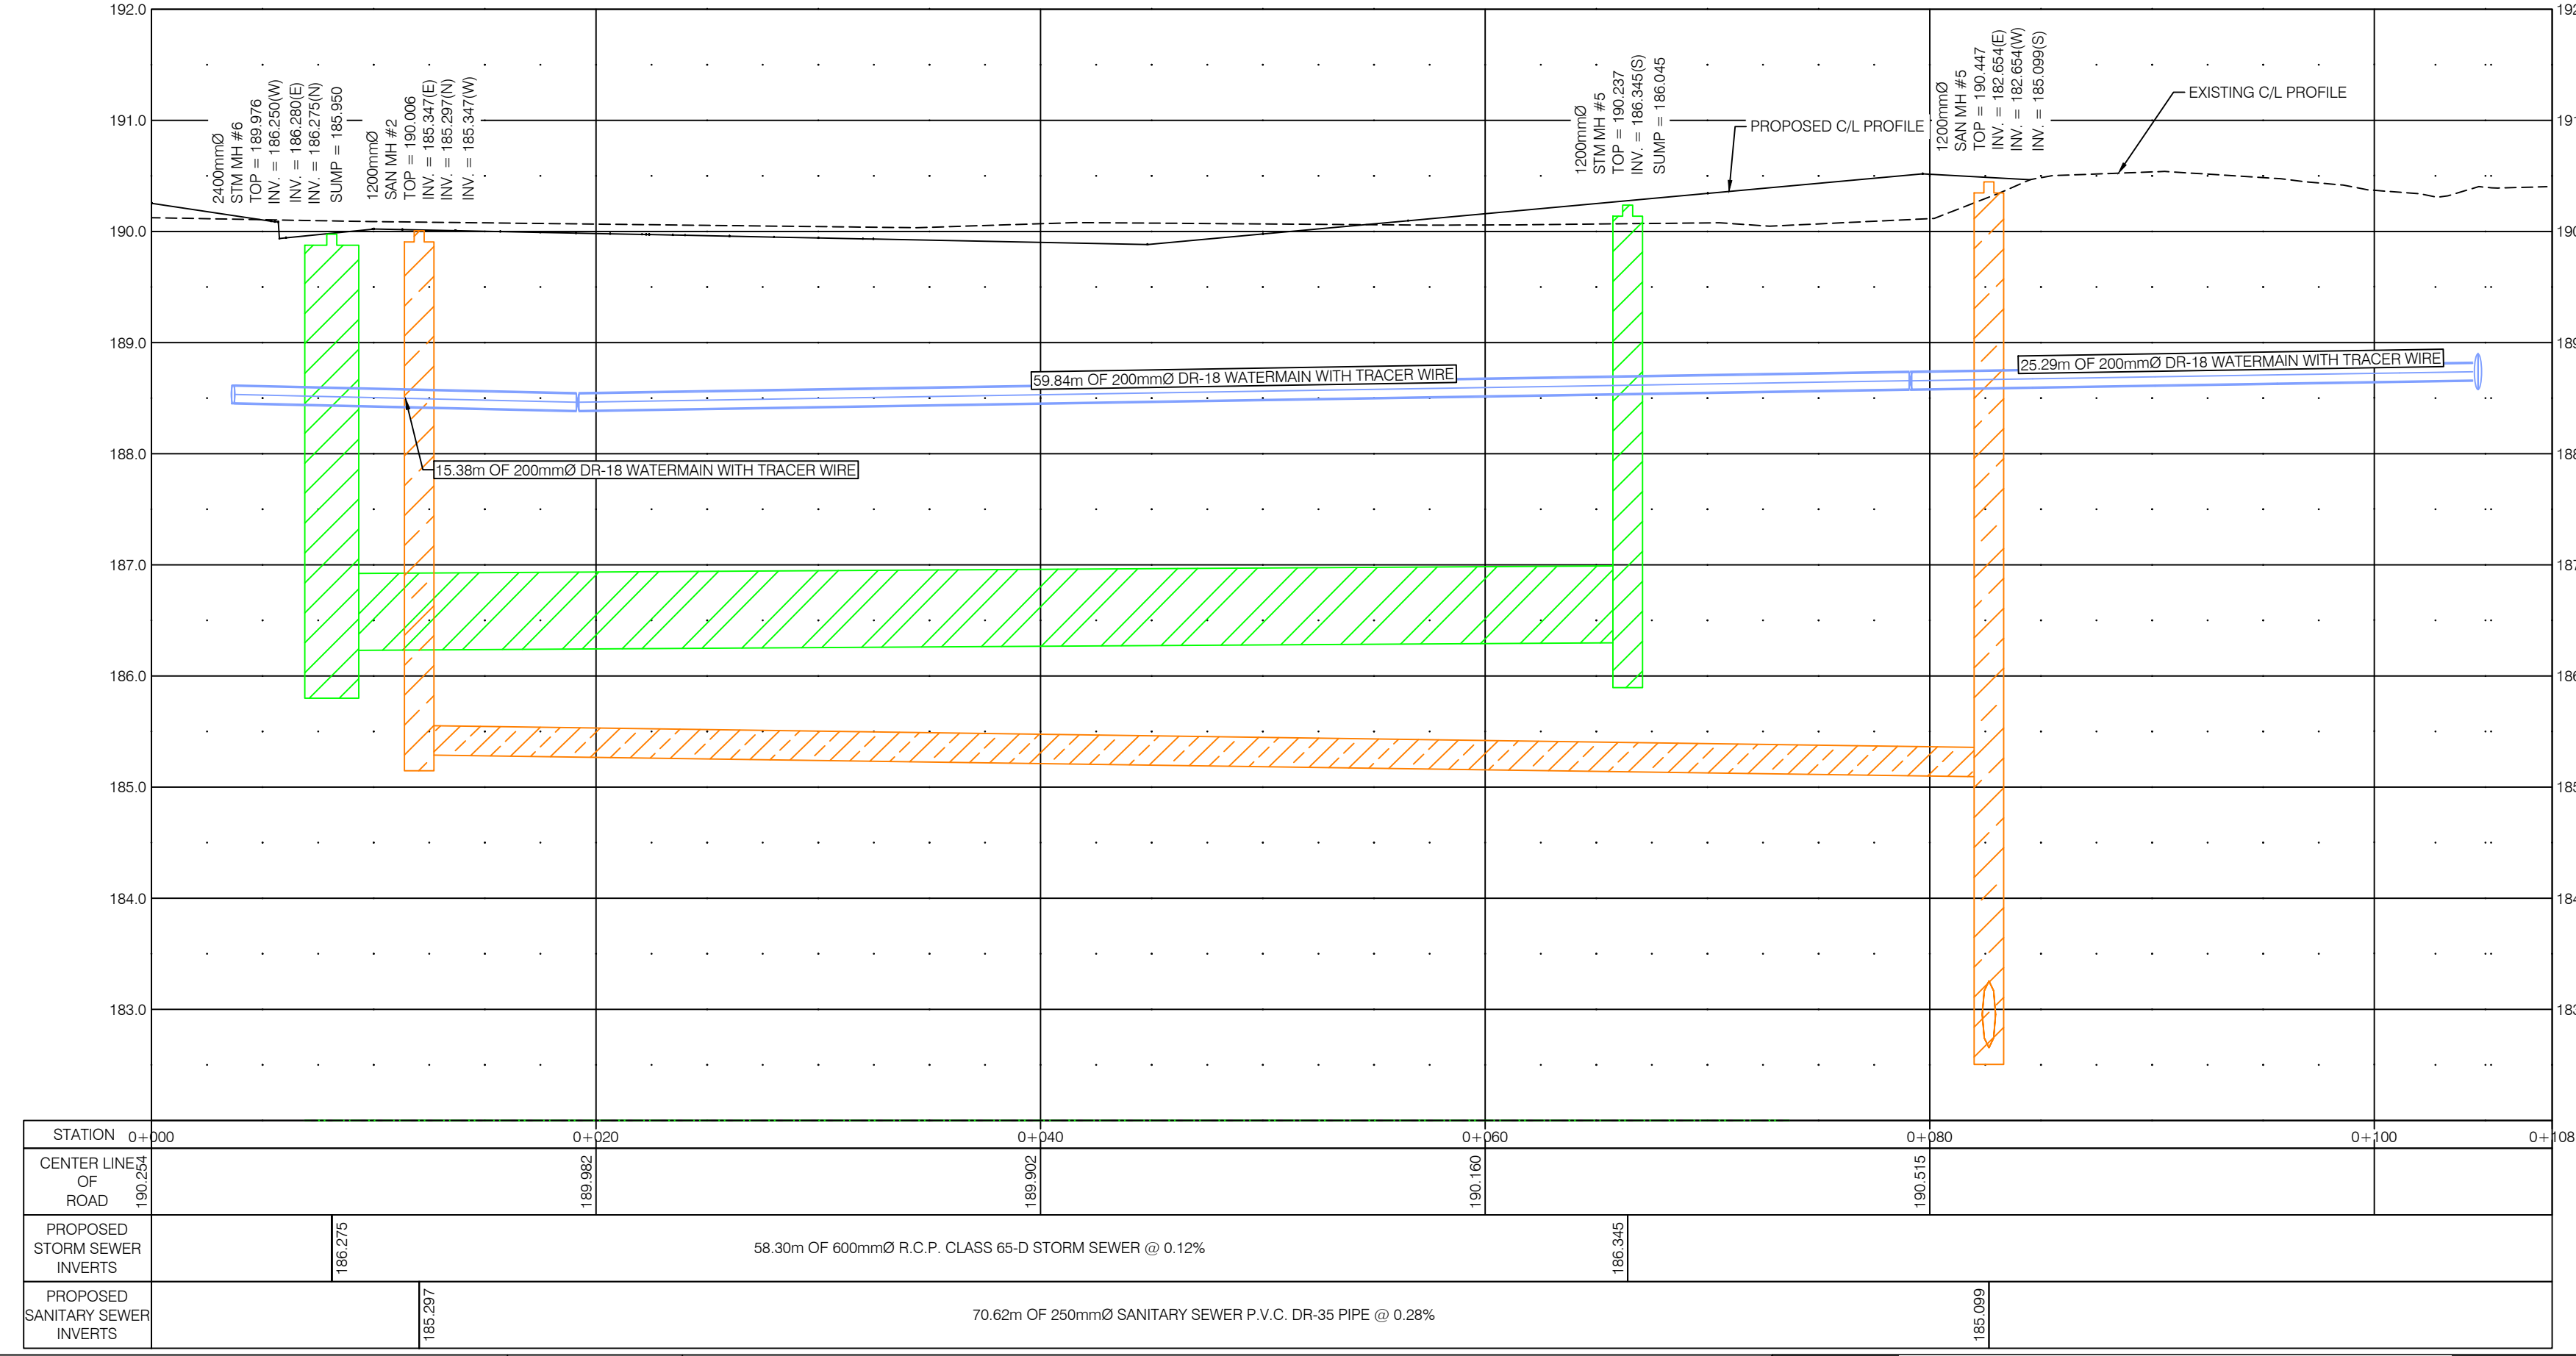 192.0
191.0
190.0
189.0
188.0
187.0
186.0
185.0
184.0
183.0
2400mmØ
STM MH #6
TOP = 189.976
INV. = 186.250(W)
INV. = 186.280(E)
INV. = 186.275(N)
SUMP = 185.950
1200mmØ
SAN MH #2
TOP = 190.006
INV. = 185.347(E)
INV. = 185.297(N)
INV. = 185.347(W)
1200mmØ
STM MH #5
TOP = 190.237
INV. = 186.345(S)
SUMP = 186.045
PROPOSED C/L PROFILE
1200mmØ
SAN MH #5
TOP = 190.447
INV. = 182.654(E)
INV. = 182.654(W)
INV. = 185.099(S)
EXISTING C/L PROFILE
59.84m OF 200mmØ DR-18 WATERMAIN WITH TRACER WIRE
25.29m OF 200mmØ DR-18 WATERMAIN WITH TRACER WIRE
15.38m OF 200mmØ DR-18 WATERMAIN WITH TRACER WIRE
STATION 0+000 0+020 0+040 0+060 0+080 0+100 0+108
CENTER LINE
OF
ROAD
190.254 189.982 189.902 190.160 190.515
PROPOSED
STORM SEWER
INVERTS
186.275
58.30m OF 600mmØ R.C.P. CLASS 65-D STORM SEWER @ 0.12%
186.345
PROPOSED
SANITARY SEWER
INVERTS
185.297
70.62m OF 250mmØ SANITARY SEWER P.V.C. DR-35 PIPE @ 0.28%
185.099